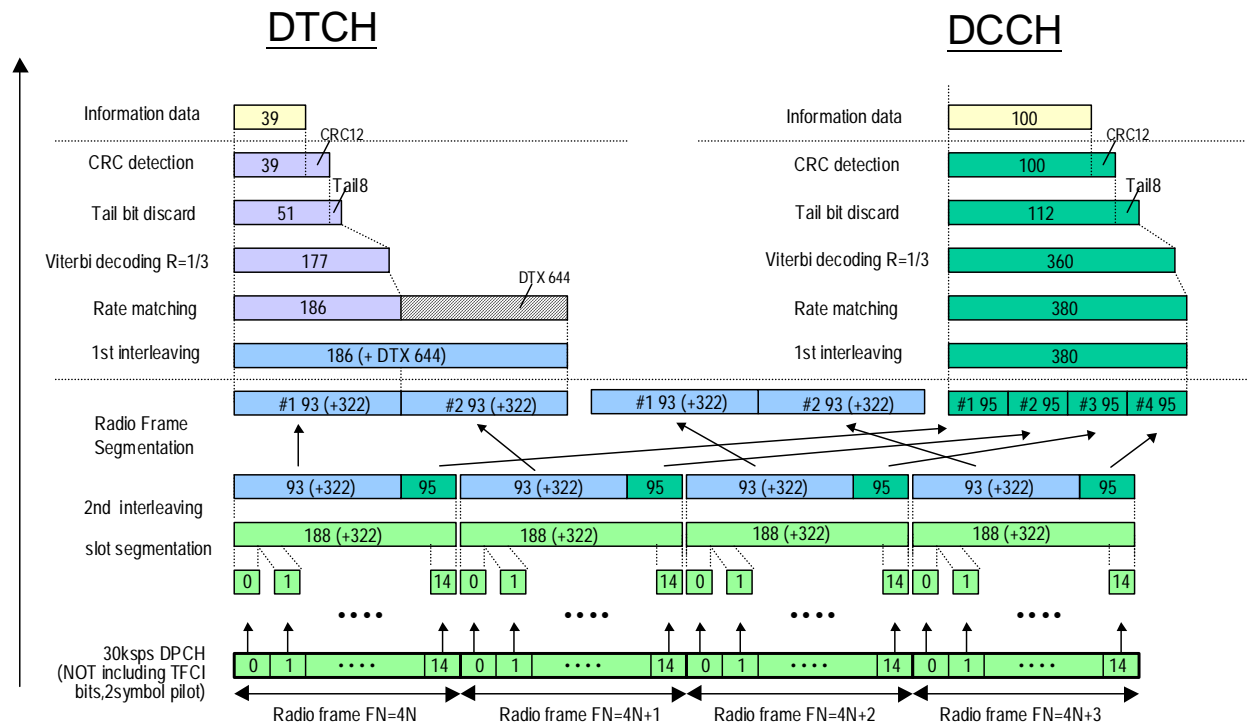 DTCH DCCH
Information data 39 Information data 100
CRC12 CRC12
CRC detection 39 CRC detection 100
Tail8 Tail8
Tail bit discard 51 Tail bit discard 112
Viterbi decoding R=1/3 177 Viterbi decoding R=1/3 360
DTX 644
Rate matching 186 Rate matching 380
1st interleaving 186 (+ DTX 644) 1st interleaving 380
#1 93 (+322) #2 93 (+322) #1 93 (+322) #2 93 (+322) #1 95 #2 95 #3 95 #4 95
Radio Frame
Segmentation
93 (+322) 95 93 (+322) 95 93 (+322) 95 93 (+322) 95
2nd interleaving
188 (+322) 188 (+322) 188 (+322) 188 (+322)
slot segmentation
0 1 14 0 1 14 0 1 14 0 1 14
•••• •••• •••• ••••
30ksps DPCH
(NOT including TFCI
bits,2symbol pilot)
0 1 •••• 14 0 1 •••• 14 0 1 •••• 14 0 1 •••• 14
Radio frame FN=4N Radio frame FN=4N+1 Radio frame FN=4N+2 Radio frame FN=4N+3